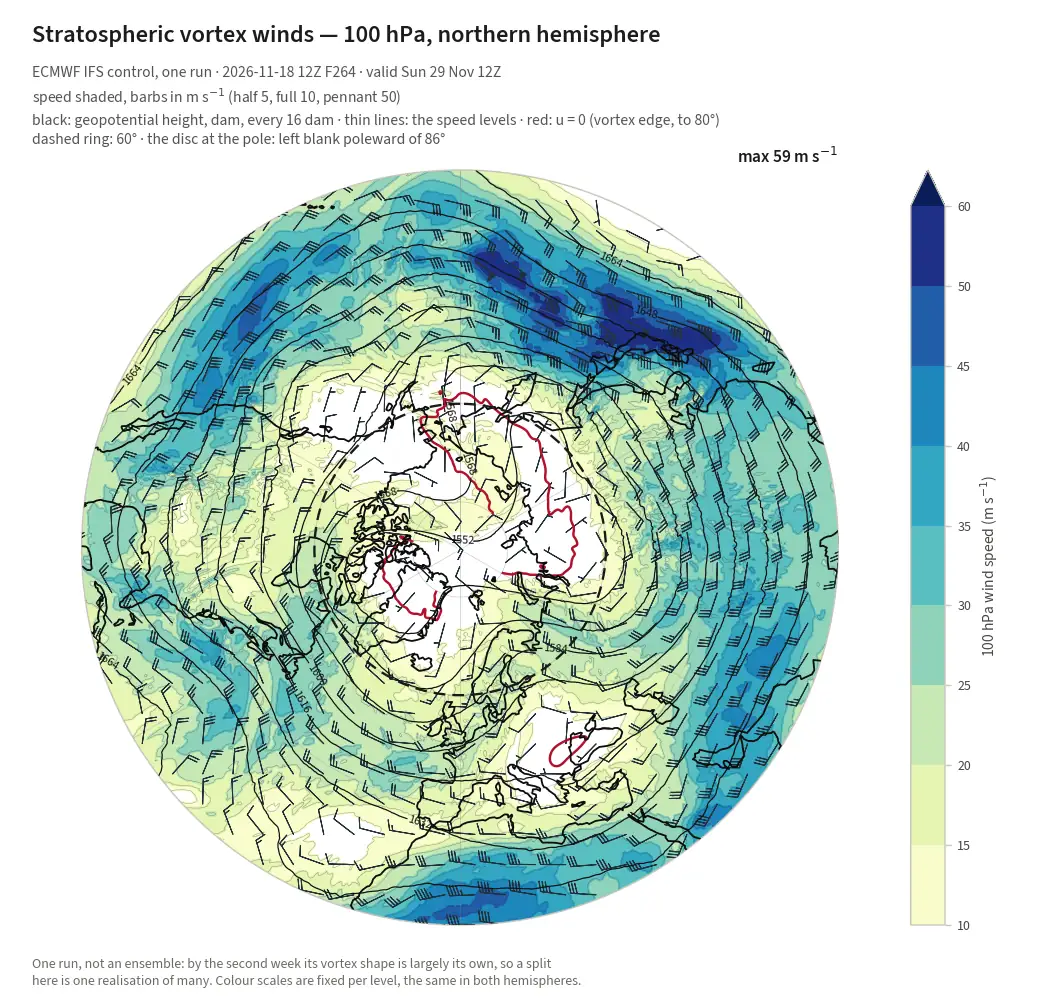 Stratospheric vortex winds — 100 hPa, northern hemisphere
ECMWF IFS control, one run · 2026-11-18 12Z F264 · valid Sun 29 Nov 12Z
speed shaded, barbs in m s⁻¹ (half 5, full 10, pennant 50)
black: geopotential height, dam, every 16 dam · thin lines: the speed levels · red: u = 0 (vortex edge, to 80°)
dashed ring: 60° · the disc at the pole: left blank poleward of 86°
max 59 m s⁻¹
1664
1648
1664
1568
1568
1552
1584
1664
1600
1616
1632
60
50
45
40
35
30
25
20
15
10
100 hPa wind speed (m s⁻¹)
One run, not an ensemble: by the second week its vortex shape is largely its own, so a split
here is one realisation of many. Colour scales are fixed per level, the same in both hemispheres.